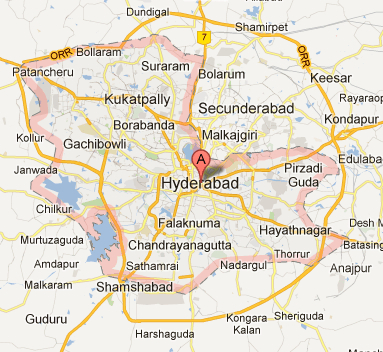 Dundigal
Shamirpet
ORR
Bollaram
7
ORR
Patancheru
Suraram
Bolarum
Keesar
Kukatpally
Secunderabad
Rayaraop
Borabanda
Malkajgiri
Kondapur
Kollur
Gachibowli
A
Edulaba
Janwada
Pirzadi
Guda
Hyderabad
Chilkur
Falaknuma
Hayathnagar
Murtuzaguda
Chandrayanagutta
Batasing
Amdapur
Sathamrai
Nadargul
Thorrur
Anajpur
Malkaram
Shamshabad
Guduru
Kongara
Kalan
Sheriguda
Harshaguda